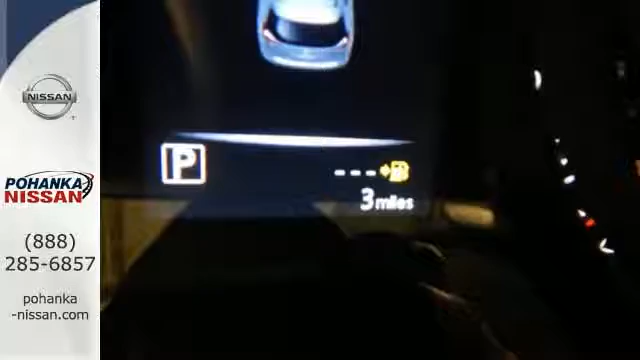 NISSAN
POHANKA
NISSAN
(888)
285-6857
pohanka
-nissan.com
P
---
3 miles